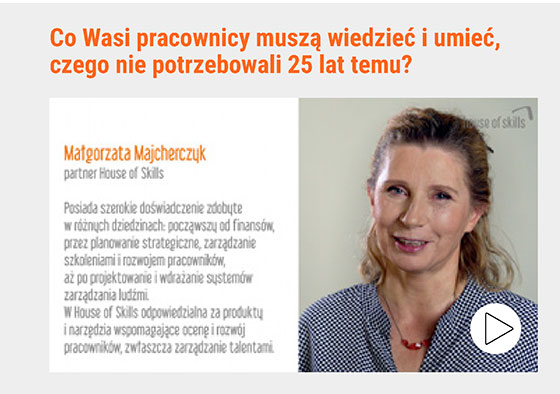 Co Wasi pracownicy muszą wiedzieć i umieć,
czego nie potrzebowali 25 lat temu?
house of skills
Małgorzata Majcherczyk
partner House of Skills
Posiada szerokie doświadczenie zdobyte
w różnych dziedzinach: począwszy od finansów,
przez planowanie strategiczne, zarządzanie
szkoleniami i rozwojem pracowników,
aż po projektowanie i wdrażanie systemów
zarządzania ludźmi.
W House of Skills odpowiedzialna za produkty
i narzędzia wspomagające ocenę i rozwój
pracowników, zwłaszcza zarządzanie talentami.